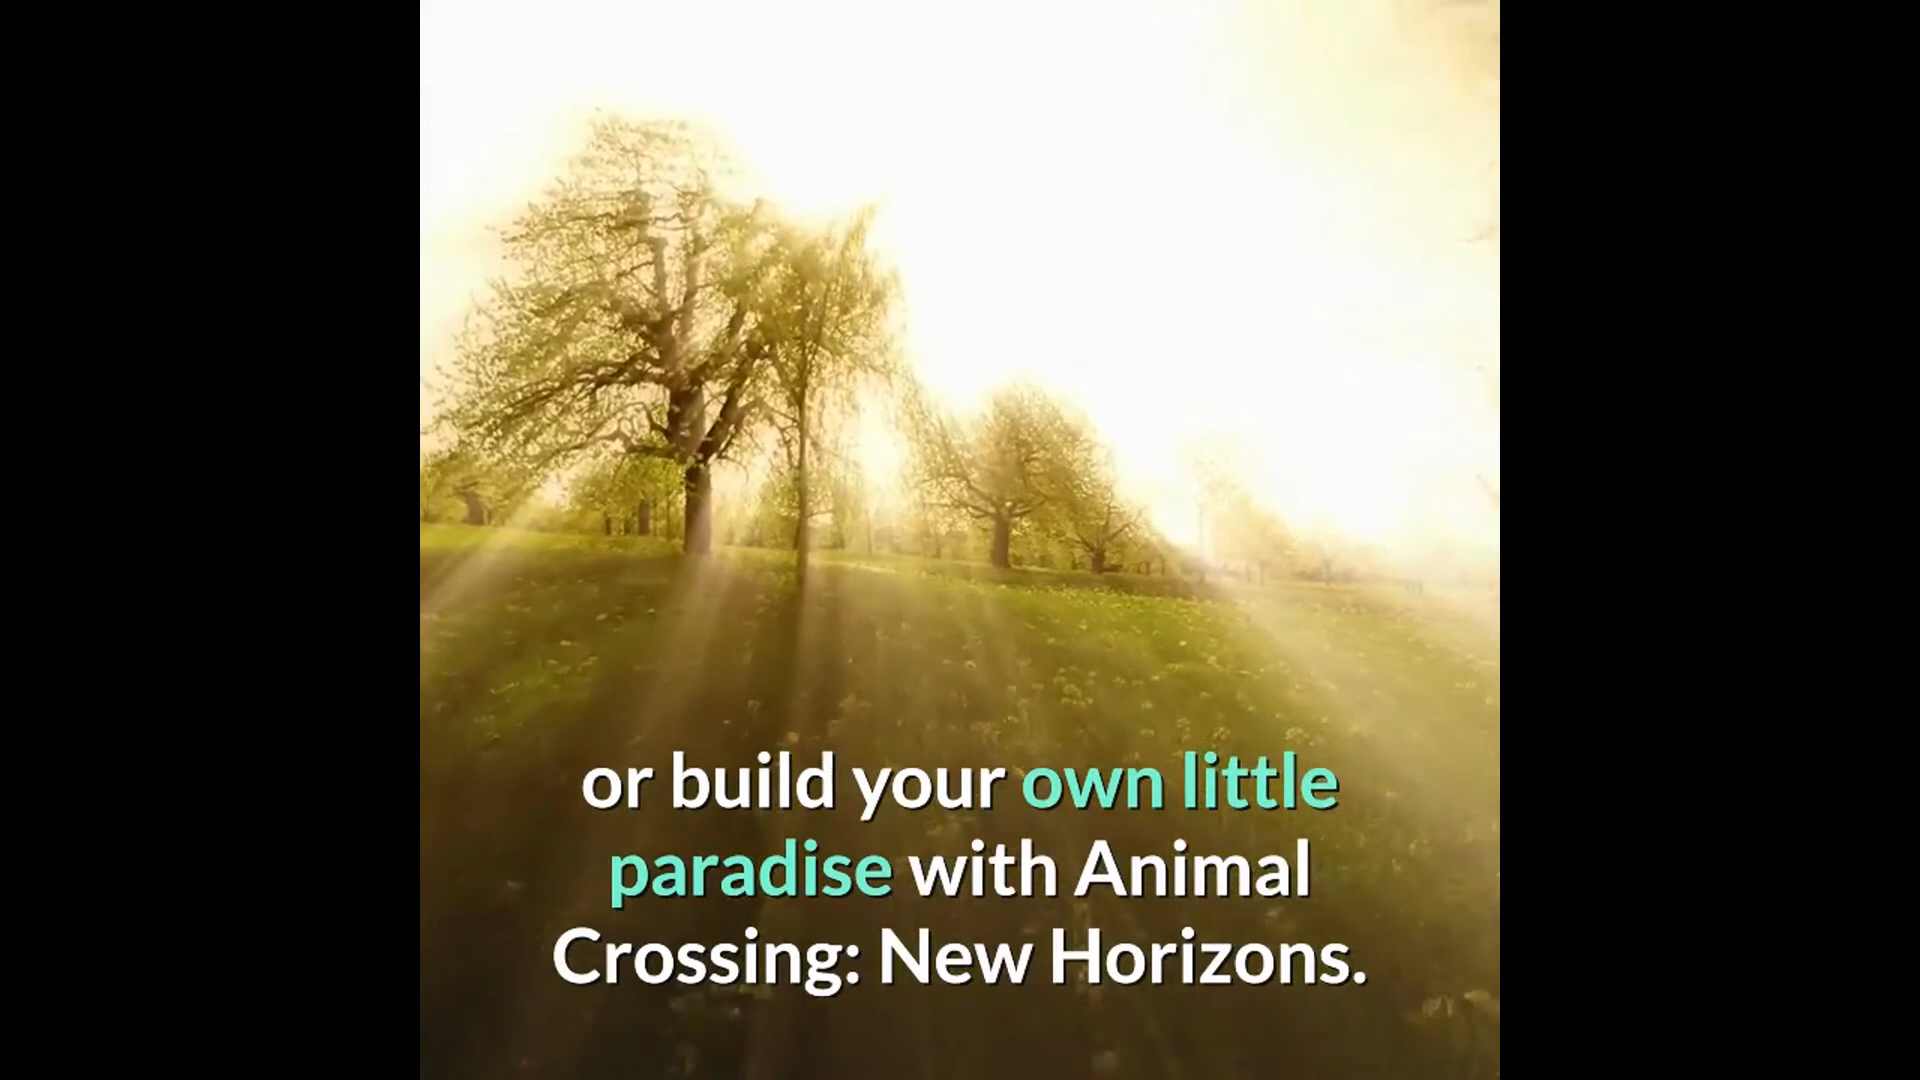 or build your own little
paradise with Animal
Crossing: New Horizons.